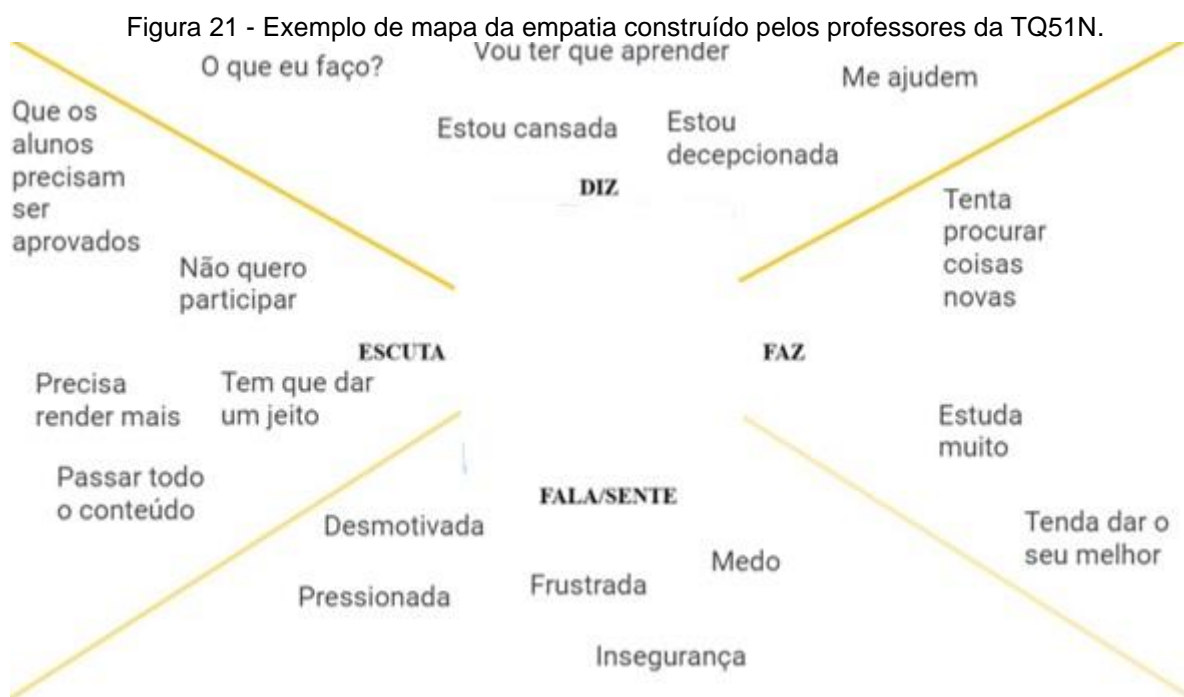 Figura 21 - Exemplo de mapa da empatia construído pelos professores da TQ51N.
O que eu faço?
Vou ter que aprender
Me ajudem
Estou cansada
Estou
decepcionada
DIZ
Que os
alunos
precisam
ser
aprovados
Não quero
participar
ESCUTA
Precisa
render mais
Tem que dar
um jeito
Passar todo
o conteúdo
Tenta
procurar
coisas
novas
FAZ
Estuda
muito
Tenda dar o
seu melhor
FALA/SENTE
Desmotivada
Medo
Frustrada
Pressionada
Insegurança